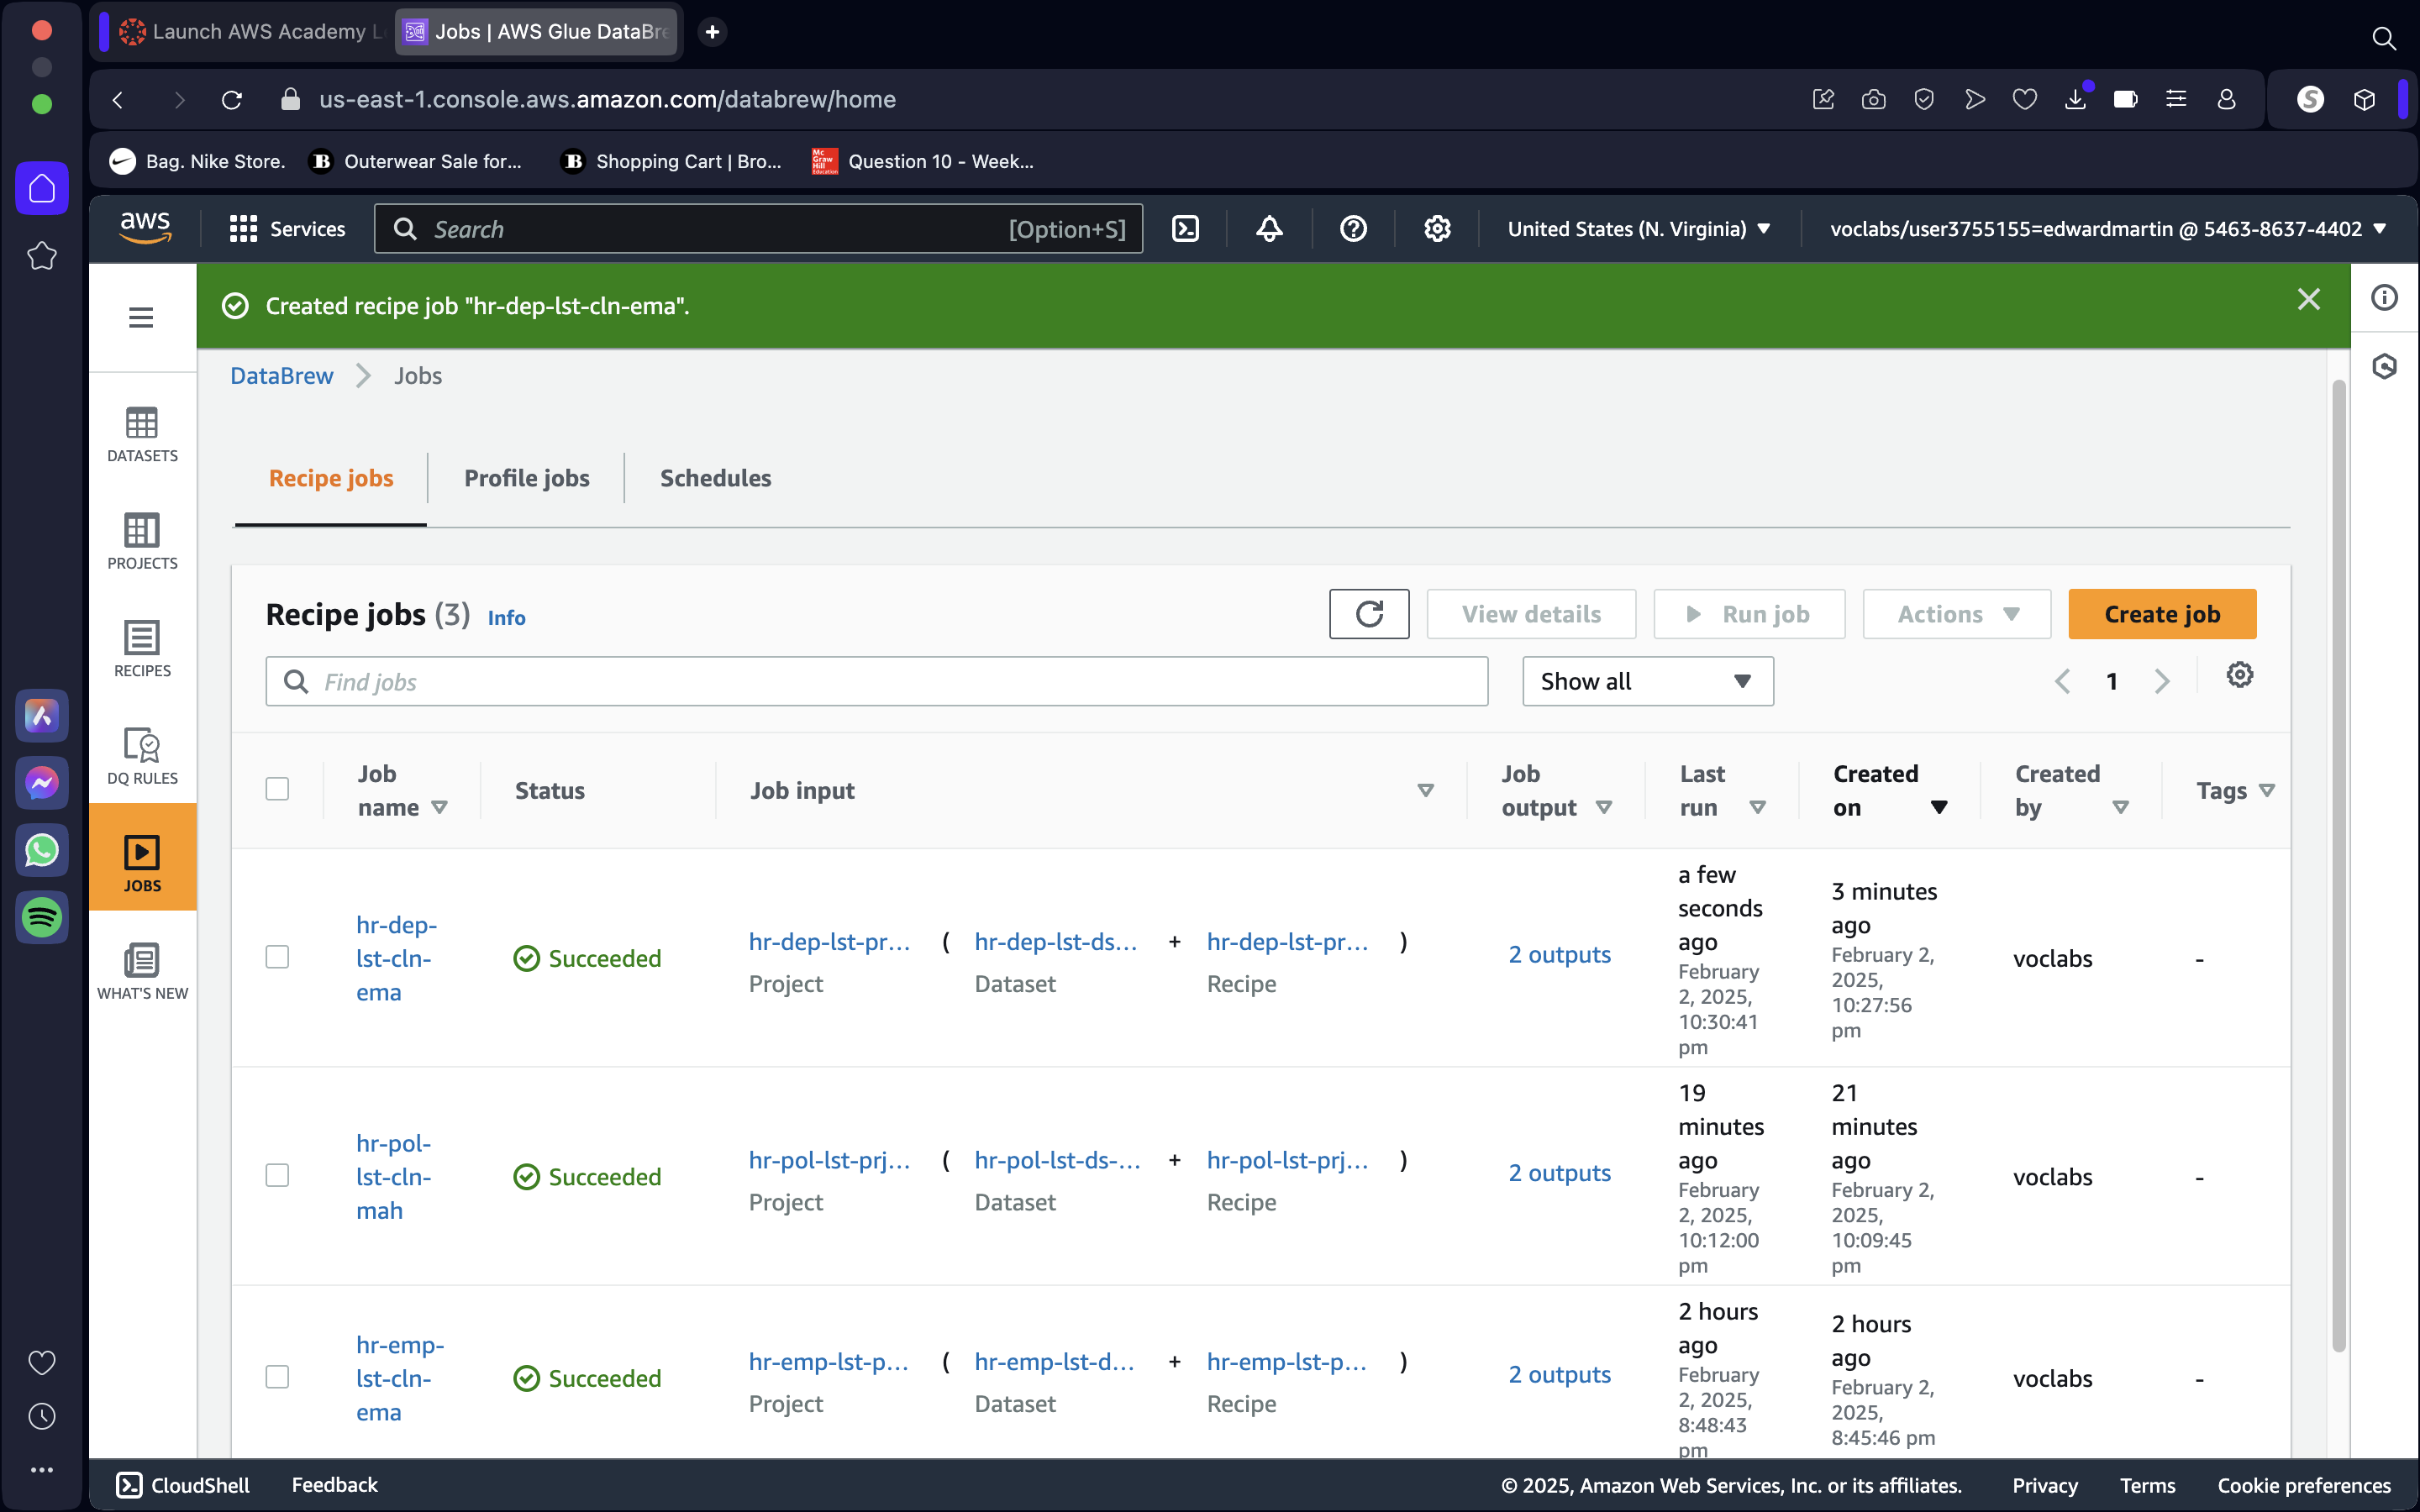 Launch AWS Academy L
Jobs | AWS Glue DataBre
us-east-1.console.aws.amazon.com/databrew/home
Bag. Nike Store.
B
Outerwear Sale for...
B
Shopping Cart | Bro...
Mc Graw Hill Education
Question 10 - Week...
aws
Services
Search
[Option+S]
United States (N. Virginia)
voclabs/user3755155=edwardmartin @ 5463-8637-4402
Created recipe job "hr-dep-lst-cln-ema".
DataBrew
Jobs
DATASETS
PROJECTS
RECIPES
DQ RULES
JOBS
WHAT'S NEW
Recipe jobs
Profile jobs
Schedules
Recipe jobs (3) Info
View details
Run job
Actions
Create job
Find jobs
Show all
1
Job
name
Status
Job input
Job
output
Last
run
Created
on
Created
by
Tags
hr-dep-
lst-cln-
ema
Succeeded
hr-dep-lst-pr... ( hr-dep-lst-ds... + hr-dep-lst-pr... )
Project Dataset Recipe
2 outputs
a few
seconds
ago
February
2, 2025,
10:30:41
pm
3 minutes
ago
February 2,
2025,
10:27:56
pm
voclabs
-
hr-pol-
lst-cln-
mah
Succeeded
hr-pol-lst-prj... ( hr-pol-lst-ds-... + hr-pol-lst-prj... )
Project Dataset Recipe
2 outputs
19
minutes
ago
February
2, 2025,
10:12:00
pm
21
minutes
ago
February 2,
2025,
10:09:45
pm
voclabs
-
hr-emp-
lst-cln-
ema
Succeeded
hr-emp-lst-p... ( hr-emp-lst-d... + hr-emp-lst-p... )
Project Dataset Recipe
2 outputs
2 hours
ago
February
2, 2025,
8:48:43
pm
2 hours
ago
February 2,
2025,
8:45:46 pm
voclabs
-
CloudShell
Feedback
© 2025, Amazon Web Services, Inc. or its affiliates.
Privacy
Terms
Cookie preferences